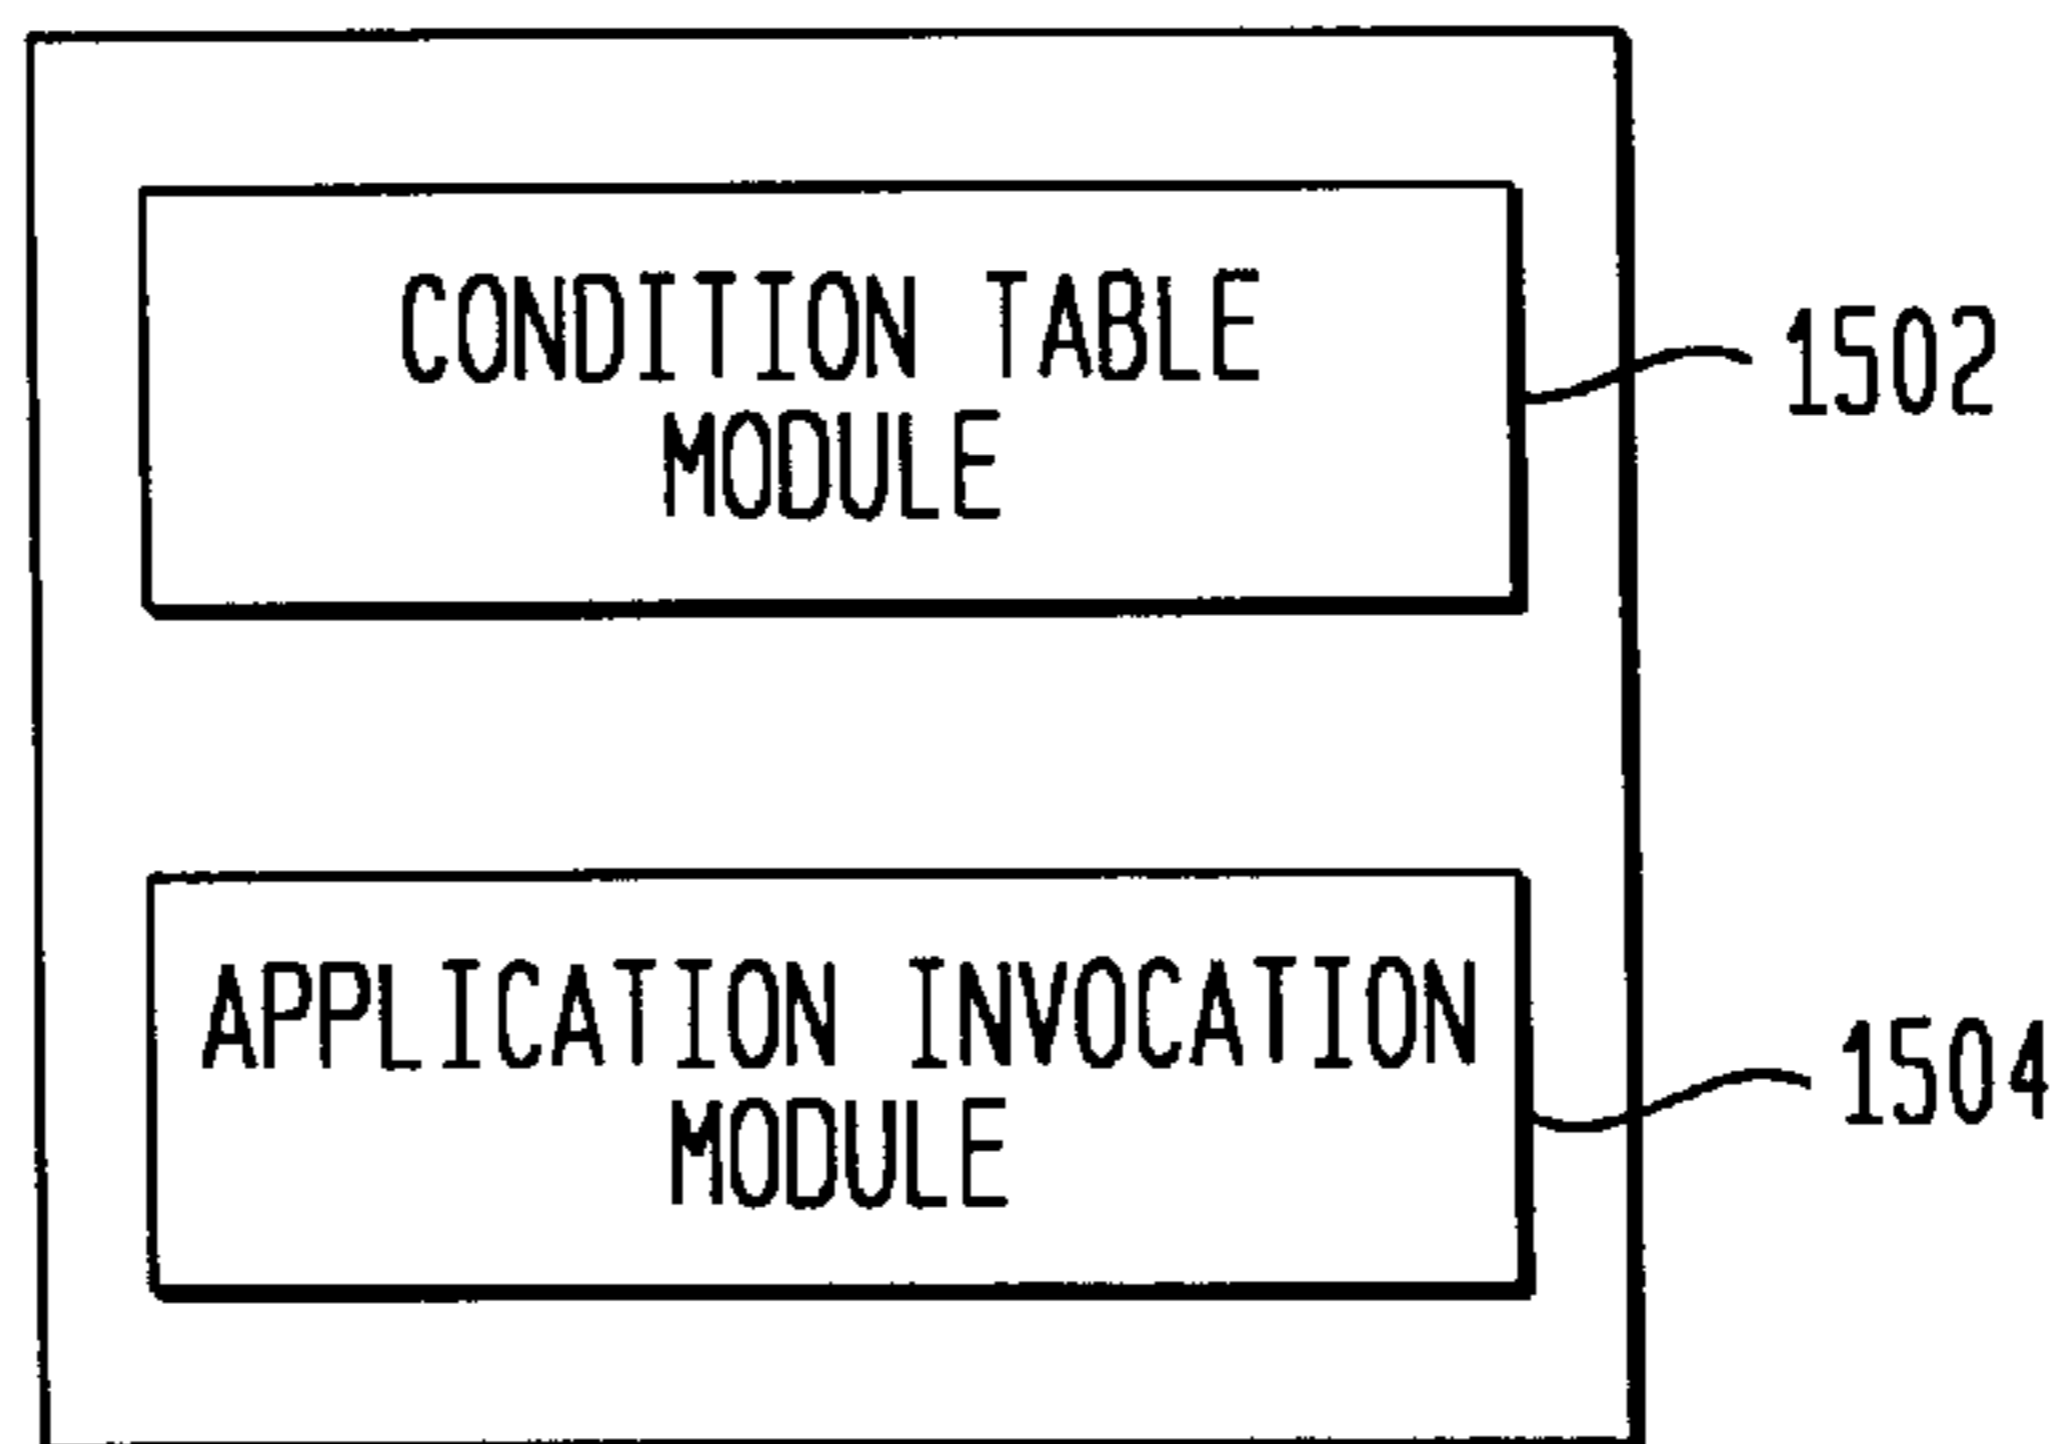 CONDITION TABLE
MODULE
1502
APPLICATION INVOCATION
MODULE
1504